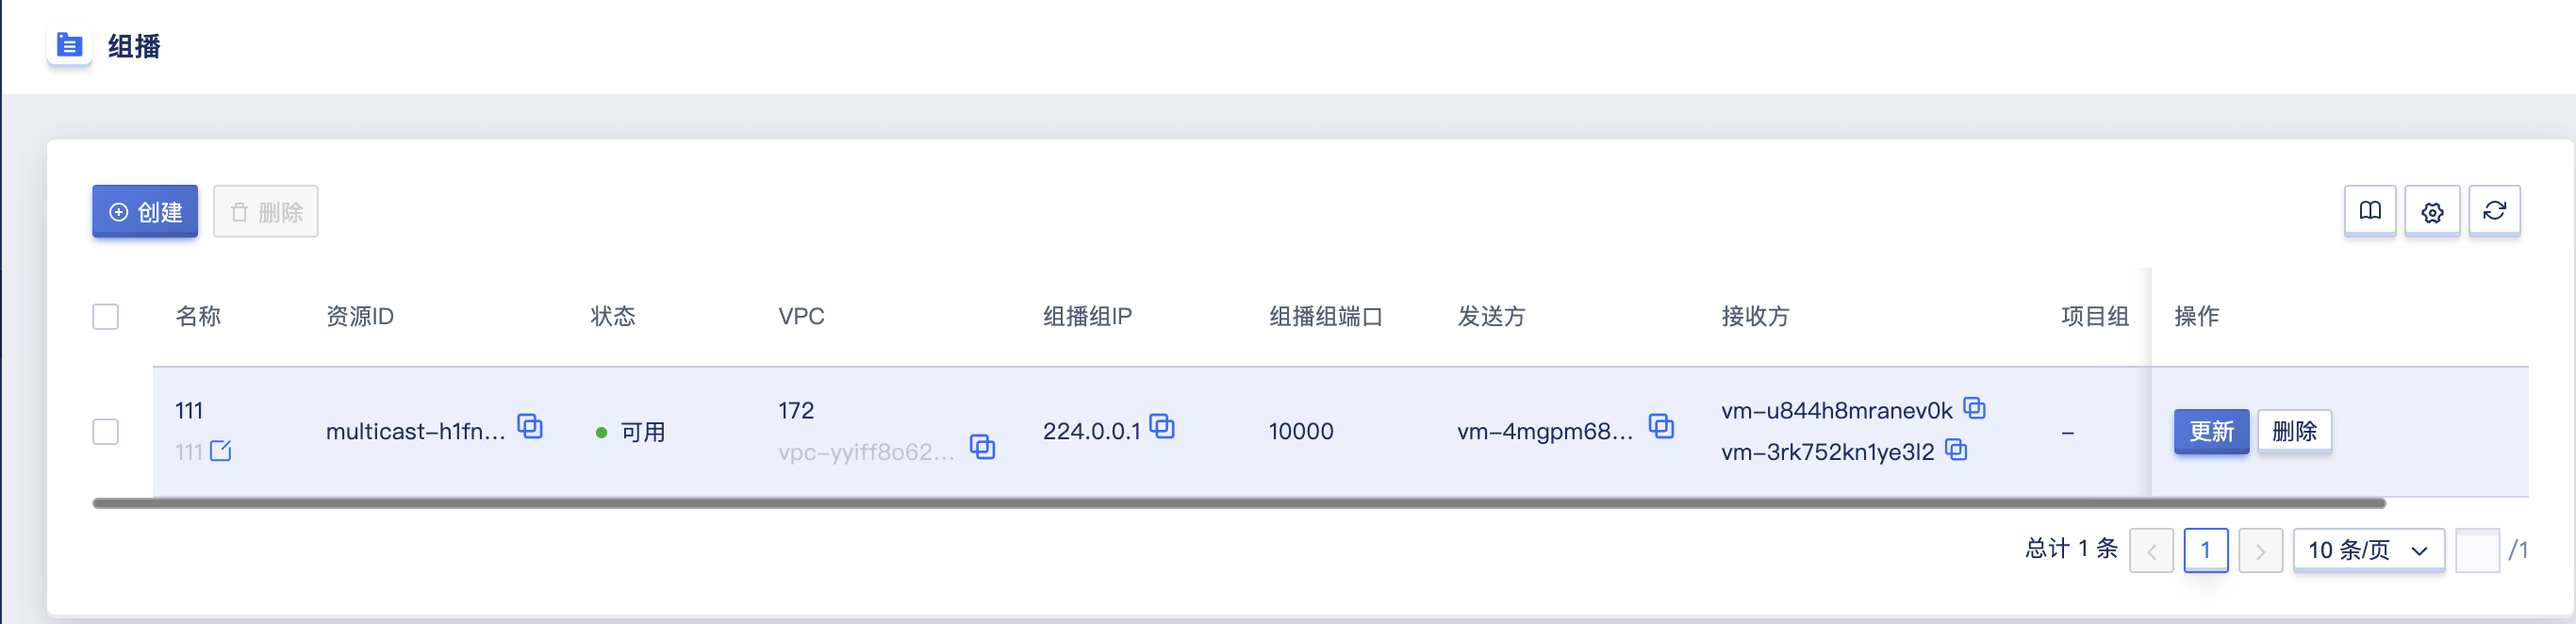 组播
创建 删除
名称 资源ID 状态 VPC 组播组IP 组播组端口 发送方 接收方 项目组 操作
111 172 vm-u844h8mranev0k
multicast-h1fn... 可用 224.0.0.1 10000 vm-4mgpm68... – 更新 删除
111 vpc-yyiff8o62... vm-3rk752kn1ye3l2
总计 1 条 1 10 条/页 /1